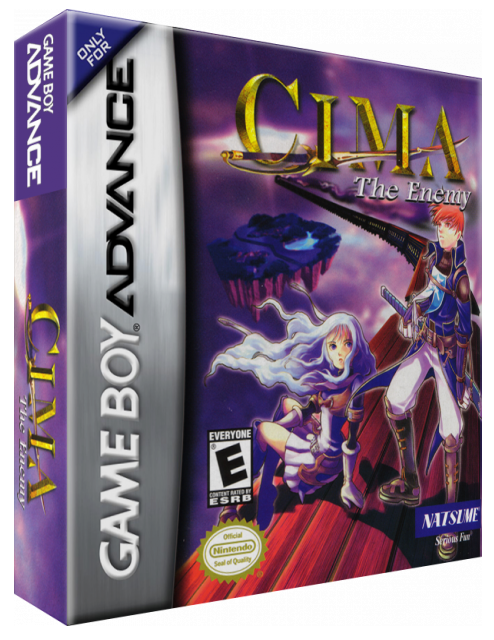 GAME BOY
ADVANCE
CIMA
The Enemy
ONLY
FOR
GAME BOY ADVANCE
CIMA
The Enemy
EVERYONE
E
CONTENT RATED BY
ESRB
Official
Nintendo
Seal of Quality
NATSUME
Serious Fun